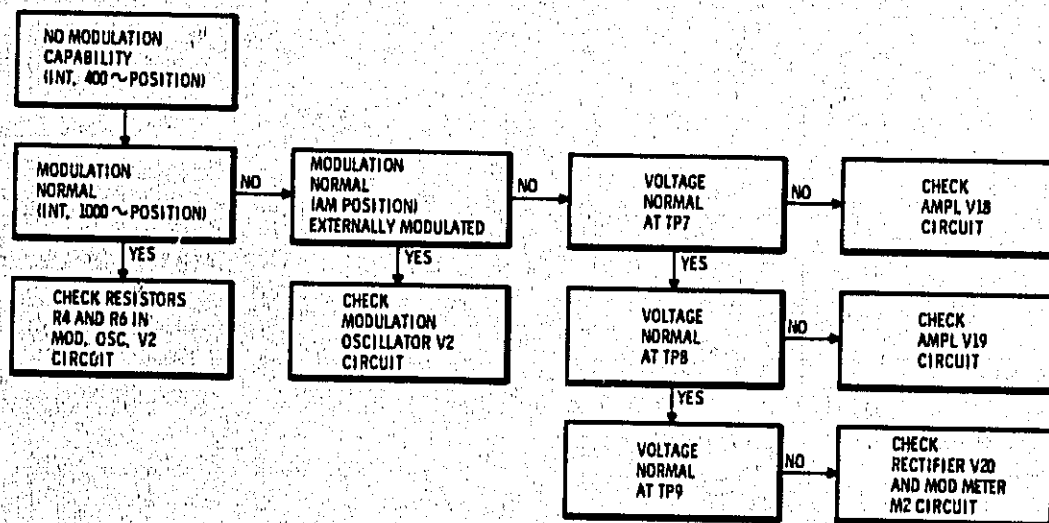 NO MODULATION
CAPABILITY
(INT. 400 ~ POSITION)
MODULATION
NORMAL
(INT. 1000 ~ POSITION)
NO
MODULATION
NORMAL
(AM POSITION)
EXTERNALLY MODULATED
NO
VOLTAGE
NORMAL
AT TP7
NO
CHECK
AMPL V18
CIRCUIT
YES
CHECK RESISTORS
R4 AND R6 IN
MOD. OSC. V2
CIRCUIT
YES
CHECK
MODULATION
OSCILLATOR V2
CIRCUIT
YES
VOLTAGE
NORMAL
AT TP8
NO
CHECK
AMPL V19
CIRCUIT
YES
VOLTAGE
NORMAL
AT TP9
NO
CHECK
RECTIFIER V20
AND MOD METER
M2 CIRCUIT